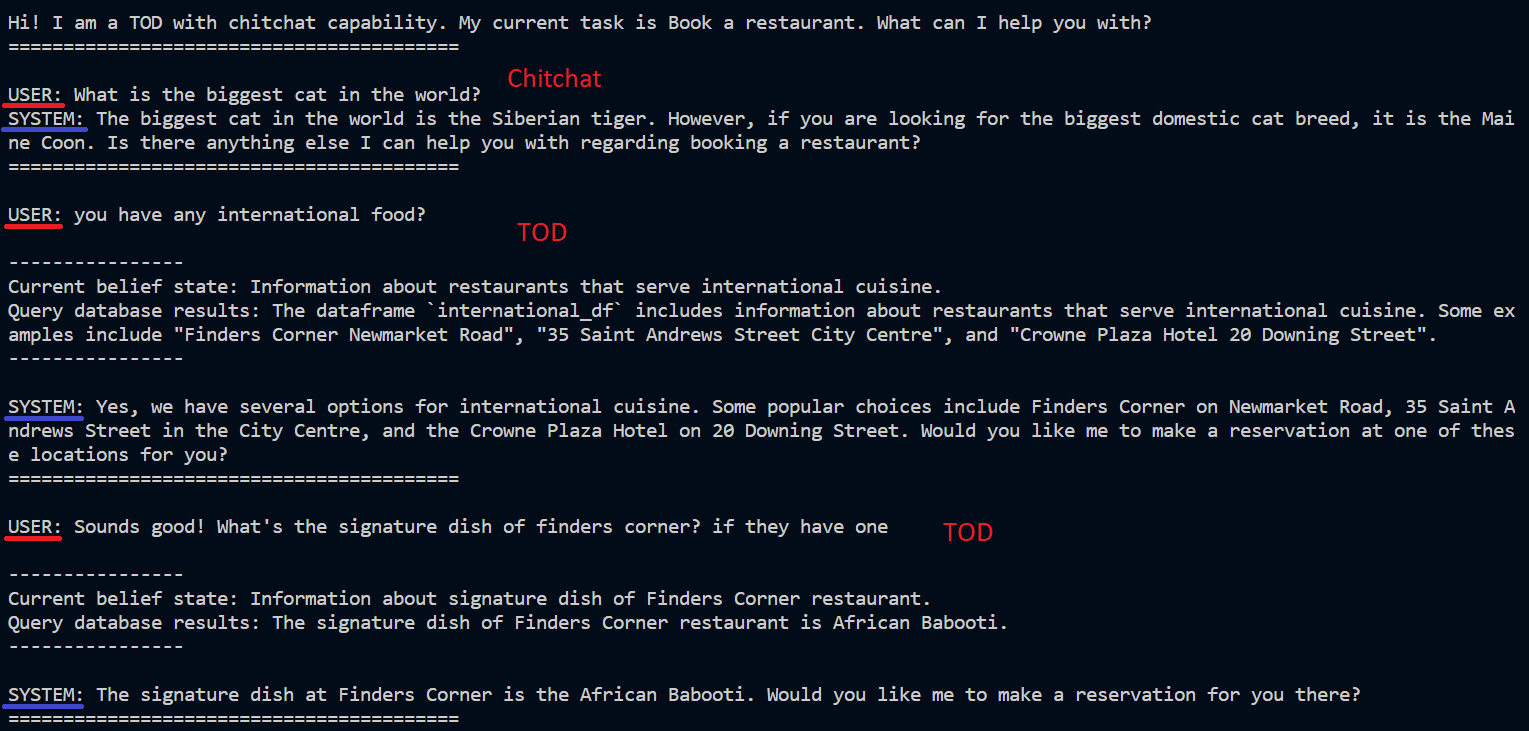 Hi! I am a TOD with chitchat capability. My current task is Book a restaurant. What can I help you with?
=========================================
Chitchat
USER: What is the biggest cat in the world?
SYSTEM: The biggest cat in the world is the Siberian tiger. However, if you are looking for the biggest domestic cat breed, it is the Mai
ne Coon. Is there anything else I can help you with regarding booking a restaurant?
=========================================
USER: you have any international food?
TOD
----------------
Current belief state: Information about restaurants that serve international cuisine.
Query database results: The dataframe `international_df` includes information about restaurants that serve international cuisine. Some ex
amples include "Finders Corner Newmarket Road", "35 Saint Andrews Street City Centre", and "Crowne Plaza Hotel 20 Downing Street".
----------------
SYSTEM: Yes, we have several options for international cuisine. Some popular choices include Finders Corner on Newmarket Road, 35 Saint A
ndrews Street in the City Centre, and the Crowne Plaza Hotel on 20 Downing Street. Would you like me to make a reservation at one of thes
e locations for you?
=========================================
USER: Sounds good! What's the signature dish of finders corner? if they have one
TOD
----------------
Current belief state: Information about signature dish of Finders Corner restaurant.
Query database results: The signature dish of Finders Corner restaurant is African Babooti.
----------------
SYSTEM: The signature dish at Finders Corner is the African Babooti. Would you like me to make a reservation for you there?
=========================================